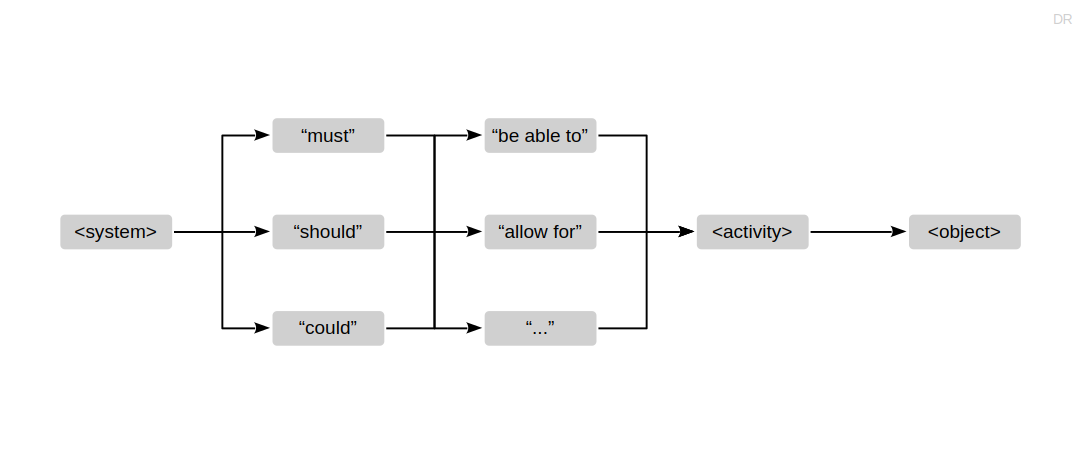 DR
“must”
“be able to”
<system>
“should”
“allow for”
<activity>
<object>
“could”
“...”